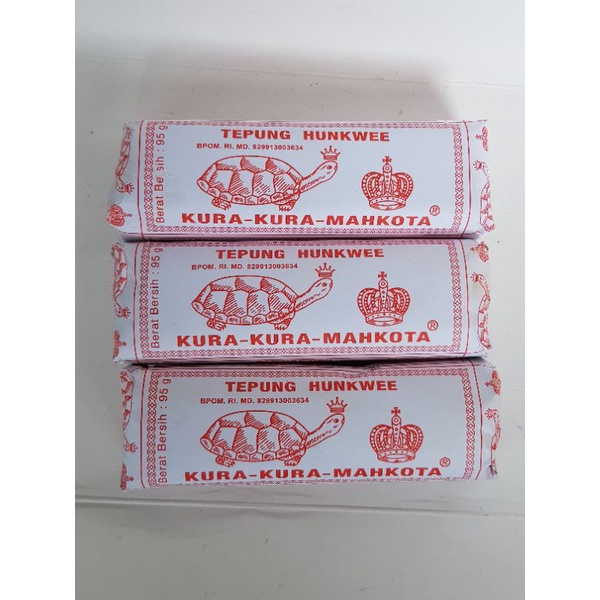 TEPUNG HUNKWEE
BPOM. RI. MD. 829913003634
KURA-KURA-MAHKOTA®
Berat Bersih : 95 g
TEPUNG HUNKWEE
BPOM. RI. MD. 829913003634
KURA-KURA-MAHKOTA®
Berat Bersih : 95 g
TEPUNG HUNKWEE
BPOM. RI. MD. 829913003634
KURA-KURA-MAHKOTA®
Berat Bersih : 95 g